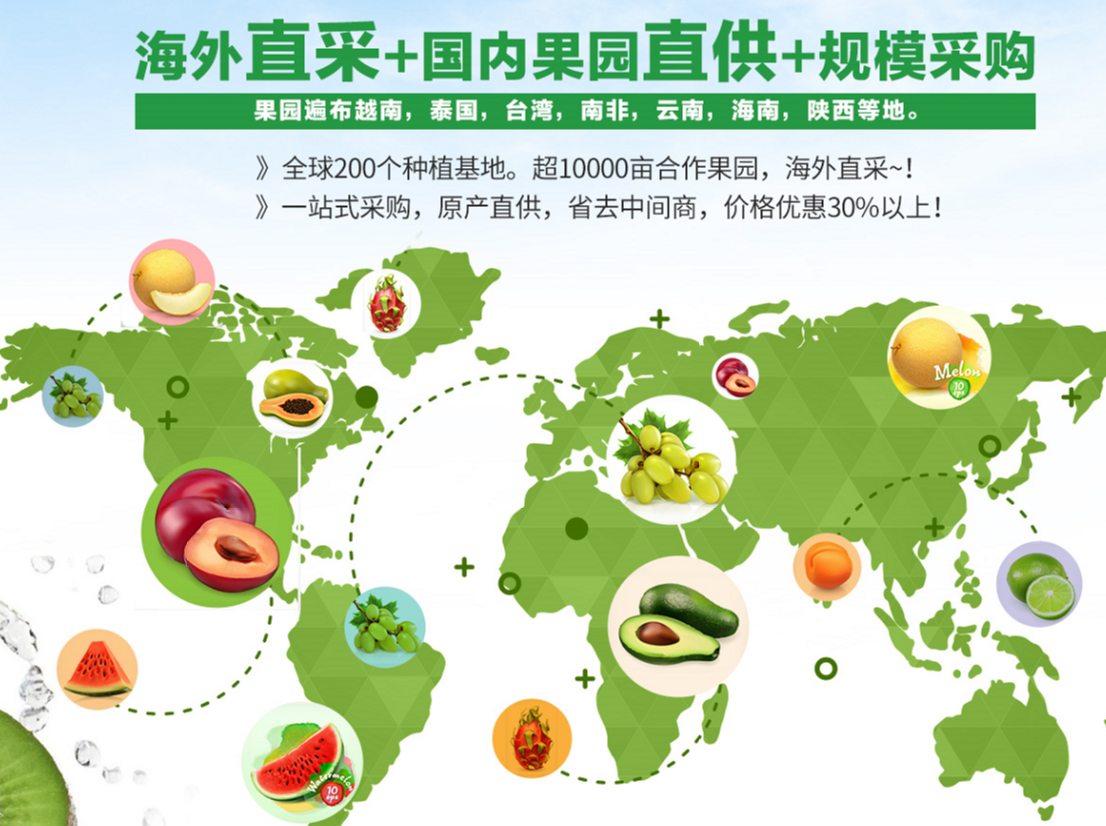 海外直采+国内果园直供+规模采购
果园遍布越南，泰国，台湾，南非，云南，海南，陕西等地。
》全球200个种植基地。超10000亩合作果园，海外直采~！
》一站式采购，原产直供，省去中间商，价格优惠30%以上！
Melon
10
Watermelon
10